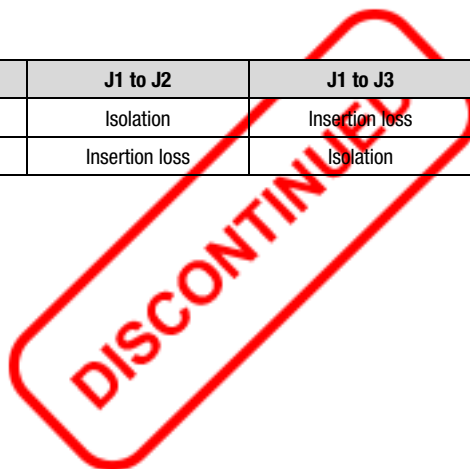 J1 to J2 J1 to J3
Isolation Insertion loss
Insertion loss Isolation
DISCONTINUED